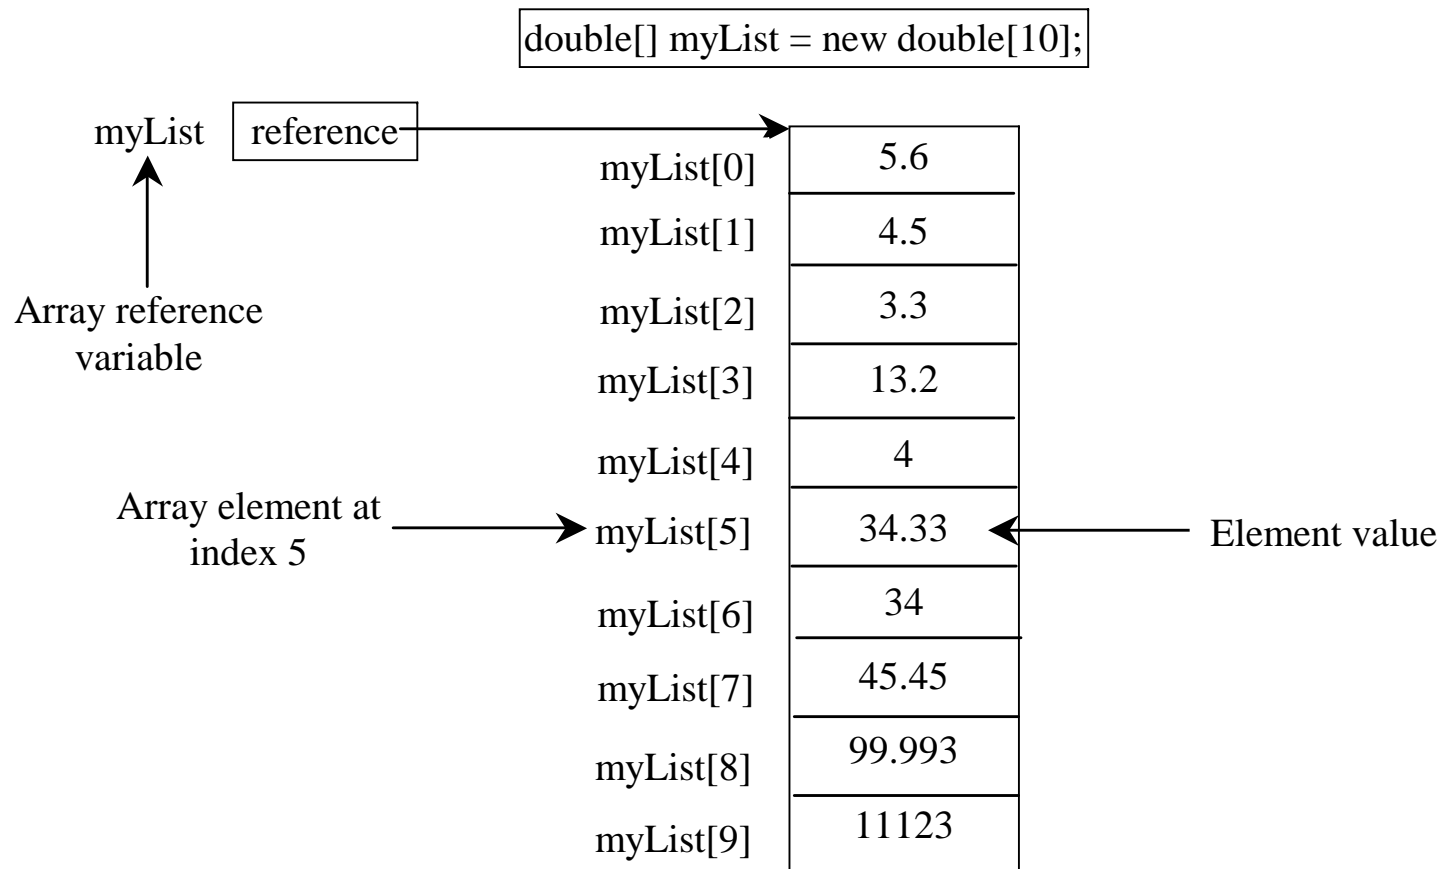 double[] myList = new double[10];
myList reference
myList[0] 5.6
myList[1] 4.5
Array reference
variable
myList[2] 3.3
myList[3] 13.2
myList[4] 4
Array element at
index 5
myList[5] 34.33 Element value
myList[6] 34
myList[7] 45.45
myList[8] 99.993
myList[9] 11123